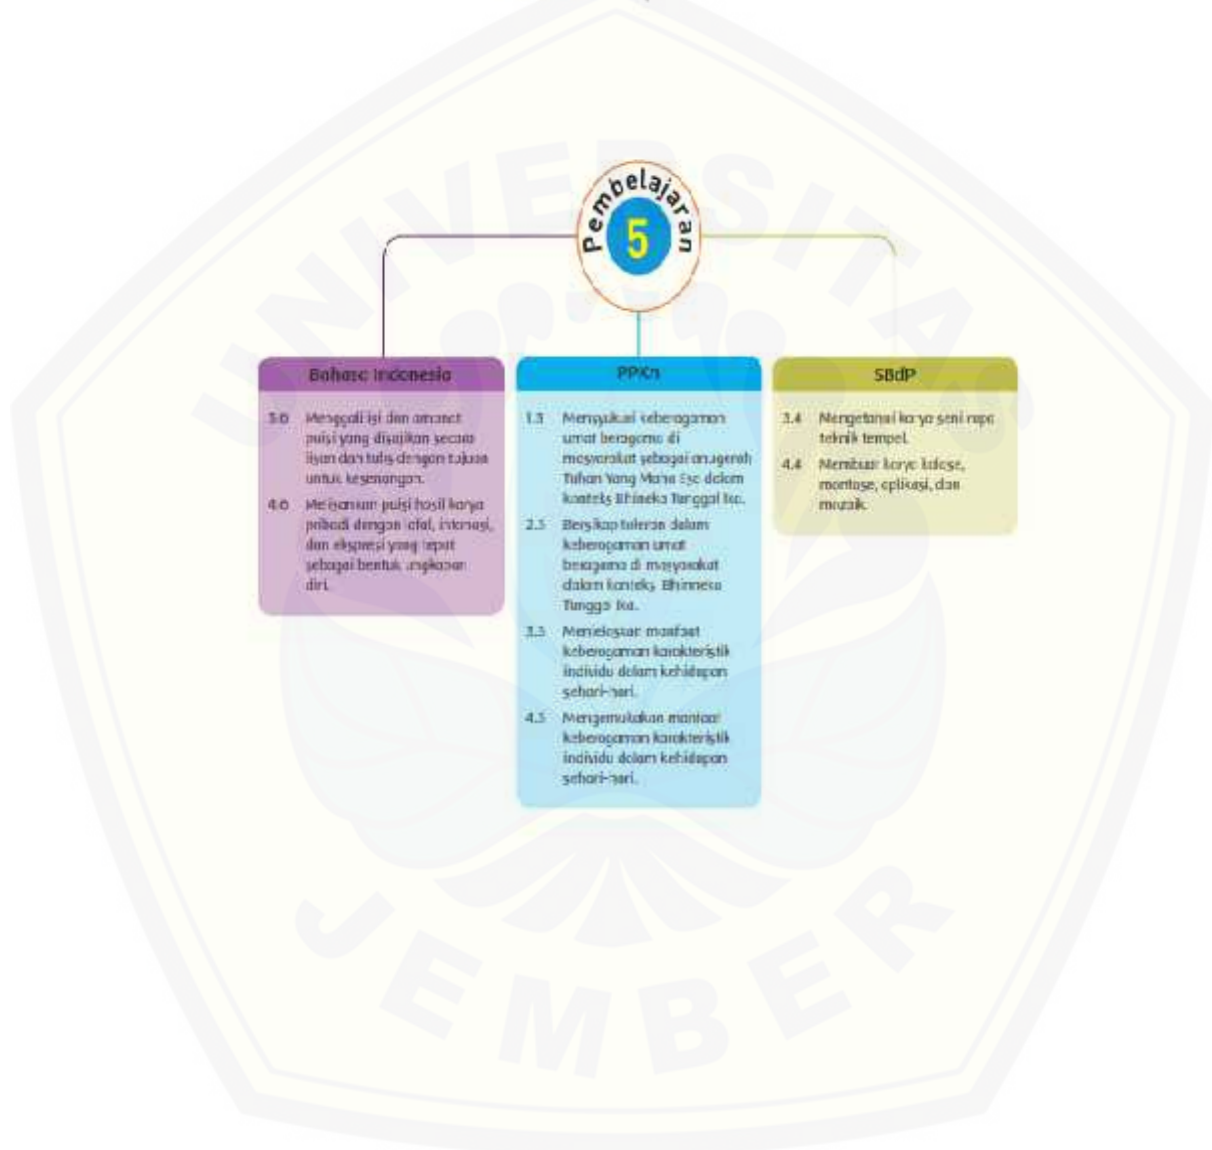 UNIVERSITAS
Pembelajaran
5
Bahasa Indonesia
3.6 Menggali isi dan amanat
puisi yang disajikan secara
lisan dan tulis dengan tujuan
untuk kesenangan.
4.6 Melisankan puisi hasil karya
pribadi dengan lafal, intonasi,
dan ekspresi yang tepat
sebagai bentuk ungkapan
diri.
PPKn
1.3 Mensyukuri keberagaman
umat beragama di
masyarakat sebagai anugerah
Tuhan Yang Maha Esa dalam
konteks Bhineka Tunggal Ika.
2.3 Bersikap toleran dalam
keberagaman umat
beragama di masyarakat
dalam konteks Bhinneka
Tunggal Ika.
3.3 Menjelaskan manfaat
keberagaman karakteristik
individu dalam kehidupan
sehari-hari.
4.3 Mengemukakan manfaat
keberagaman karakteristik
individu dalam kehidupan
sehari-hari.
SBdP
3.4 Mengetahui karya seni rupa
teknik tempel.
4.4 Membuat karya kolase,
montase, aplikasi, dan
mozaik.
JEMBER